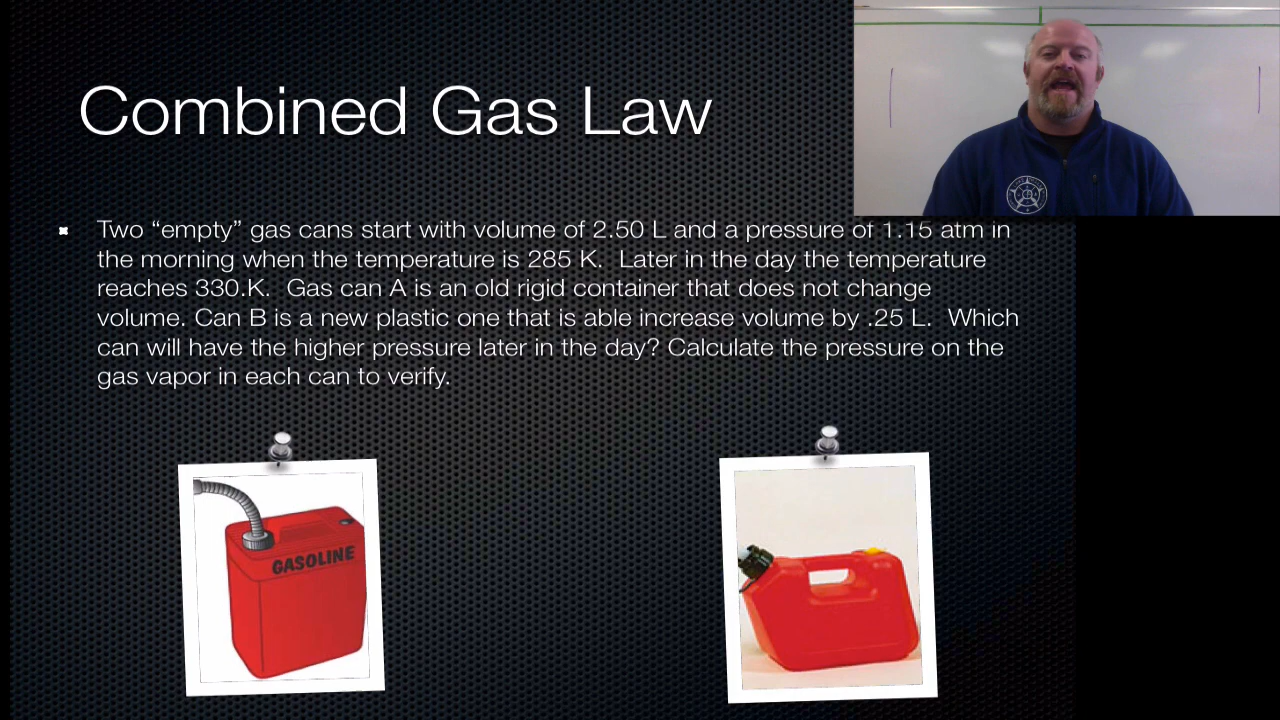 Combined Gas Law
Two “empty” gas cans start with volume of 2.50 L and a pressure of 1.15 atm in
the morning when the temperature is 285 K.  Later in the day the temperature
reaches 330.K.  Gas can A is an old rigid container that does not change
volume. Can B is a new plastic one that is able increase volume by .25 L.  Which
can will have the higher pressure later in the day? Calculate the pressure on the
gas vapor in each can to verify.
GASOLINE